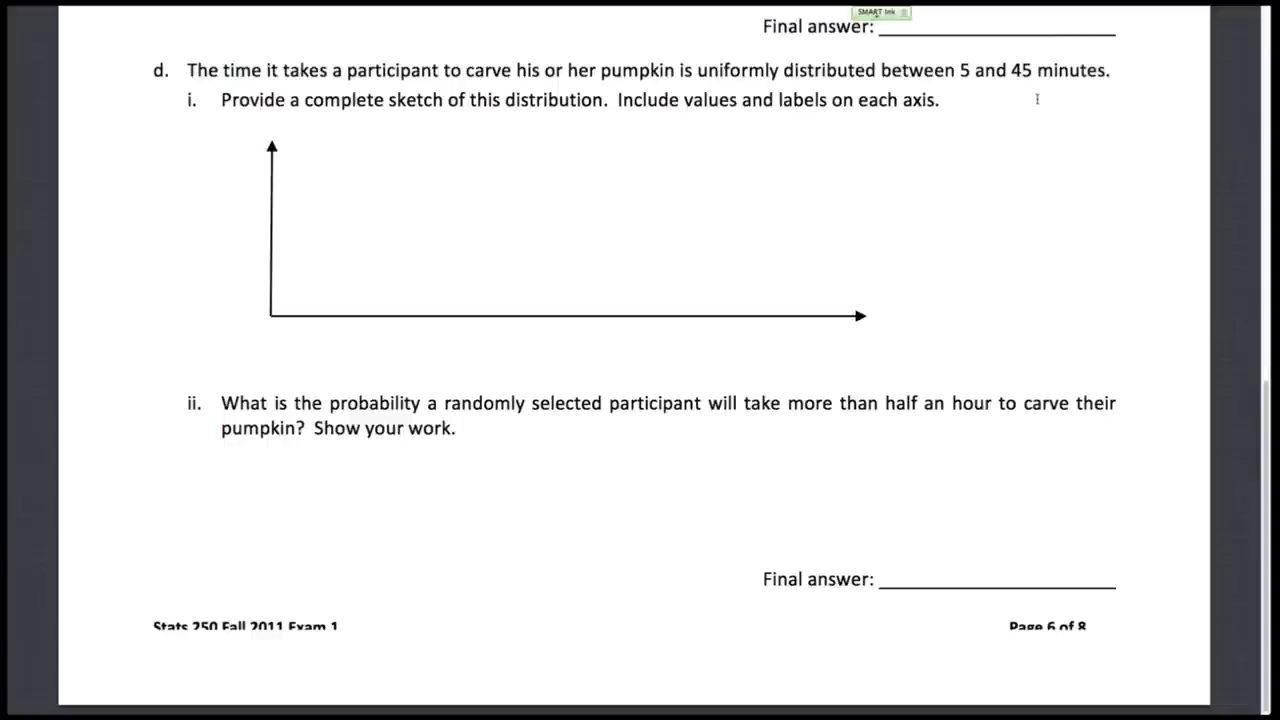 SMART Ink
Final answer:
d. The time it takes a participant to carve his or her pumpkin is uniformly distributed between 5 and 45 minutes.
i. Provide a complete sketch of this distribution. Include values and labels on each axis.
ii. What is the probability a randomly selected participant will take more than half an hour to carve their
pumpkin? Show your work.
Final answer:
Stats 250 Fall 2011 Exam 1
Page 6 of 8